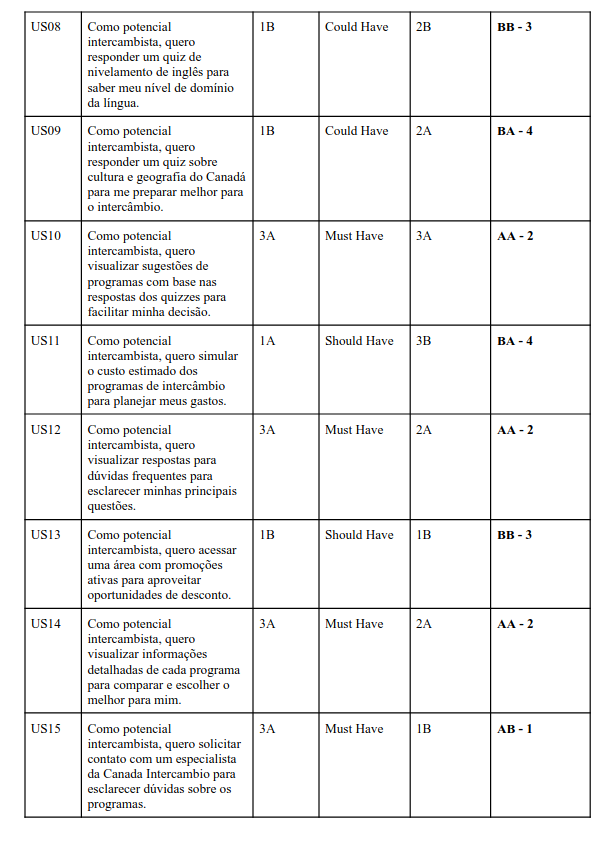 US08 Como potencial 1B Could Have 2B BB - 3
intercambista, quero
responder um quiz de
nivelamento de inglês para
saber meu nível de domínio
da língua.
US09 Como potencial 1B Could Have 2A BA - 4
intercambista, quero
responder um quiz sobre
cultura e geografia do Canadá
para me preparar melhor para
o intercâmbio.
US10 Como potencial 3A Must Have 3A AA - 2
intercambista, quero
visualizar sugestões de
programas com base nas
respostas dos quizzes para
facilitar minha decisão.
US11 Como potencial 1A Should Have 3B BA - 4
intercambista, quero simular
o custo estimado dos
programas de intercâmbio
para planejar meus gastos.
US12 Como potencial 3A Must Have 2A AA - 2
intercambista, quero
visualizar respostas para
dúvidas frequentes para
esclarecer minhas principais
questões.
US13 Como potencial 1B Should Have 1B BB - 3
intercambista, quero acessar
uma área com promoções
ativas para aproveitar
oportunidades de desconto.
US14 Como potencial 3A Must Have 2A AA - 2
intercambista, quero
visualizar informações
detalhadas de cada programa
para comparar e escolher o
melhor para mim.
US15 Como potencial 3A Must Have 1B AB - 1
intercambista, quero solicitar
contato com um especialista
da Canada Intercambio para
esclarecer dúvidas sobre os
programas.